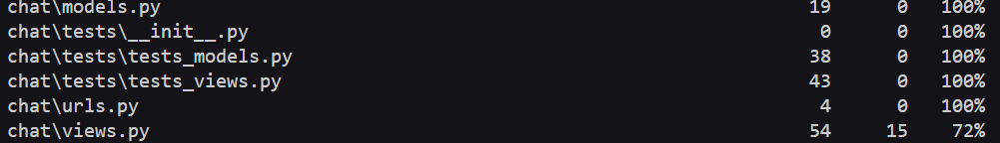 chat\models.py 19 0 100%
chat\tests\__init__.py 0 0 100%
chat\tests\tests_models.py 38 0 100%
chat\tests\tests_views.py 43 0 100%
chat\urls.py 4 0 100%
chat\views.py 54 15 72%